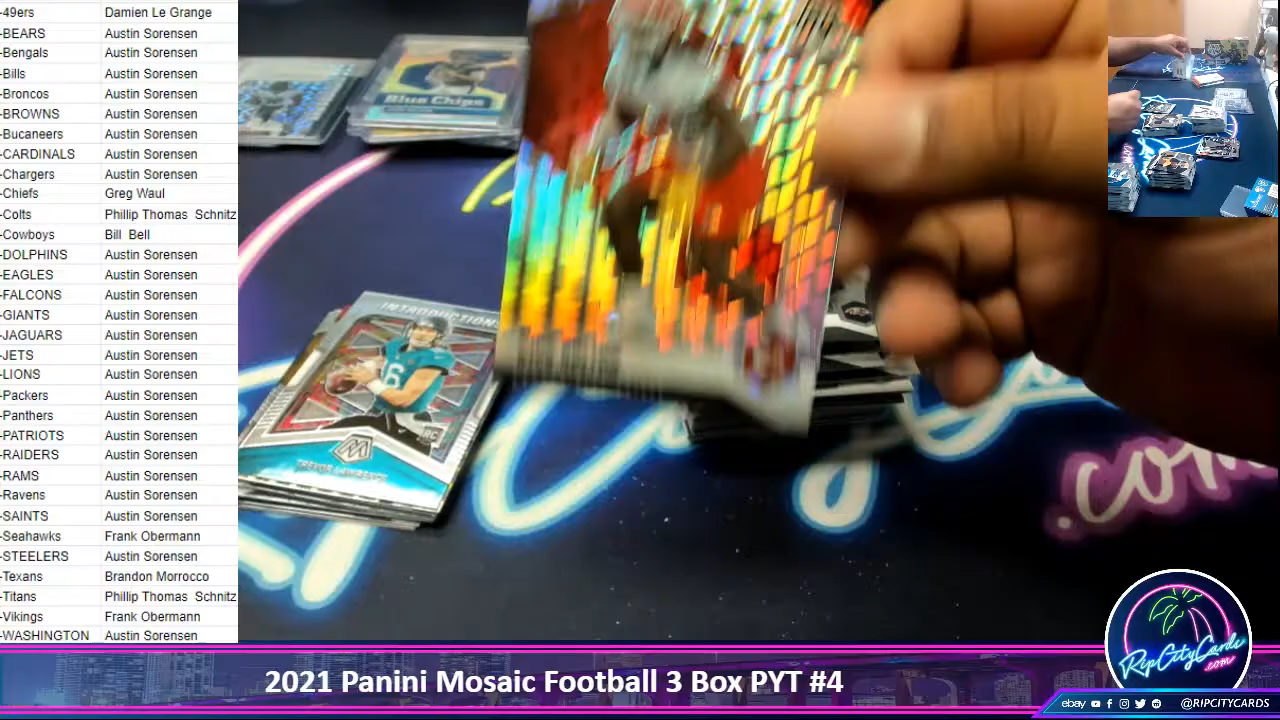 -49ers Damien Le Grange
-BEARS Austin Sorensen
-Bengals Austin Sorensen
-Bills Austin Sorensen
-Broncos Austin Sorensen
-BROWNS Austin Sorensen
-Bucaneers Austin Sorensen
-CARDINALS Austin Sorensen
-Chargers Austin Sorensen
-Chiefs Greg Waul
-Colts Phillip Thomas Schnitz
-Cowboys Bill Bell
-DOLPHINS Austin Sorensen
-EAGLES Austin Sorensen
-FALCONS Austin Sorensen
-GIANTS Austin Sorensen
-JAGUARS Austin Sorensen
-JETS Austin Sorensen
-LIONS Austin Sorensen
-Packers Austin Sorensen
-Panthers Austin Sorensen
-PATRIOTS Austin Sorensen
-RAIDERS Austin Sorensen
-RAMS Austin Sorensen
-Ravens Austin Sorensen
-SAINTS Austin Sorensen
-Seahawks Frank Obermann
-STEELERS Austin Sorensen
-Texans Brandon Morrocco
-Titans Phillip Thomas Schnitz
-Vikings Frank Obermann
-WASHINGTON Austin Sorensen
Blue Chips
INTRODUCTIONS
6
RC
M
TREVOR LAWRENCE
.com
RipCityCards
.com
2021 Panini Mosaic Football 3 Box PYT #4
ebay @RIPCITYCARDS